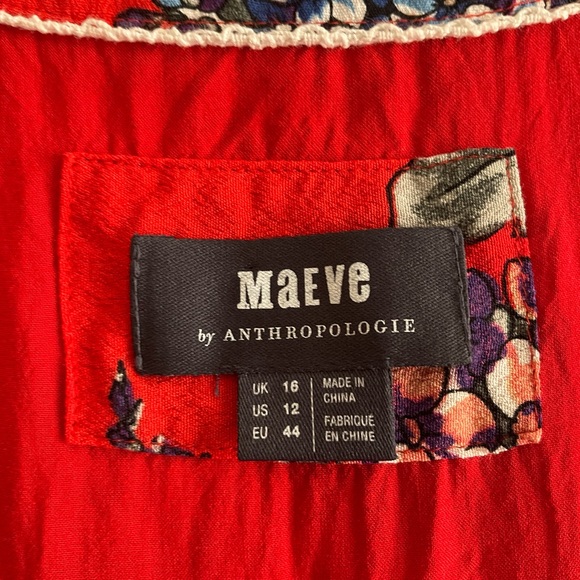 MaEVe
by ANTHROPOLOGIE
UK 16
US 12
EU 44
MADE IN
CHINA
FABRIQUÉ
EN CHINE